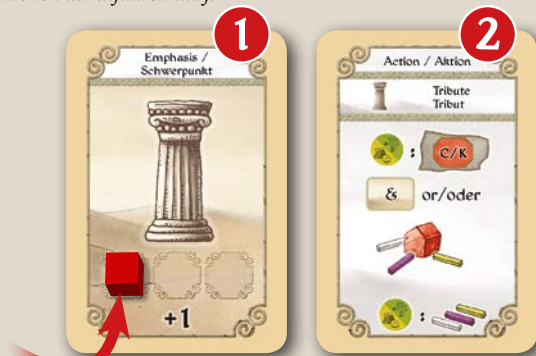 1
Emphasis /
Schwerpunkt
+1
2
Action / Aktion
Tribute
Tribut
: C/K
& or/oder
: